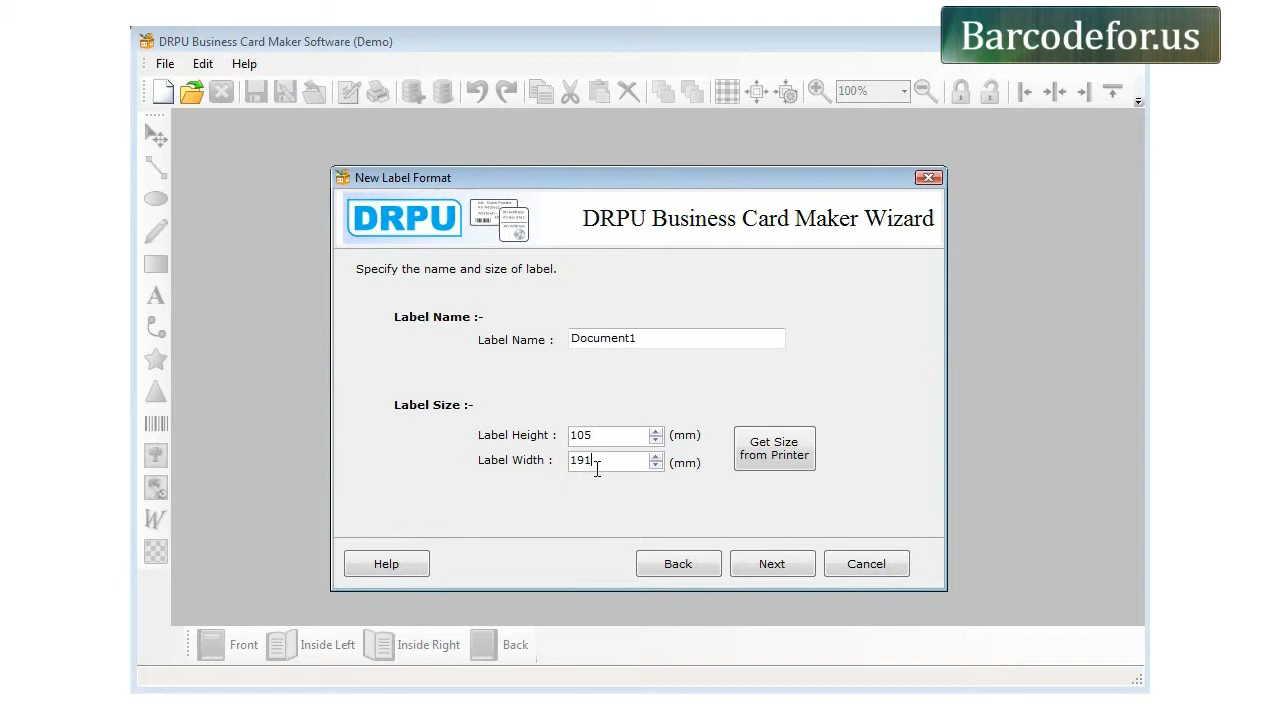 Barcodefor.us
DRPU Business Card Maker Software (Demo)
File Edit Help
100%
New Label Format
DRPU
DRPU Business Card Maker Wizard
Specify the name and size of label.
Label Name :-
Label Name : Document1
Label Size :-
Label Height : 105 (mm)
Label Width : 191 (mm)
Get Size
from Printer
Help Back Next Cancel
Front Inside Left Inside Right Back